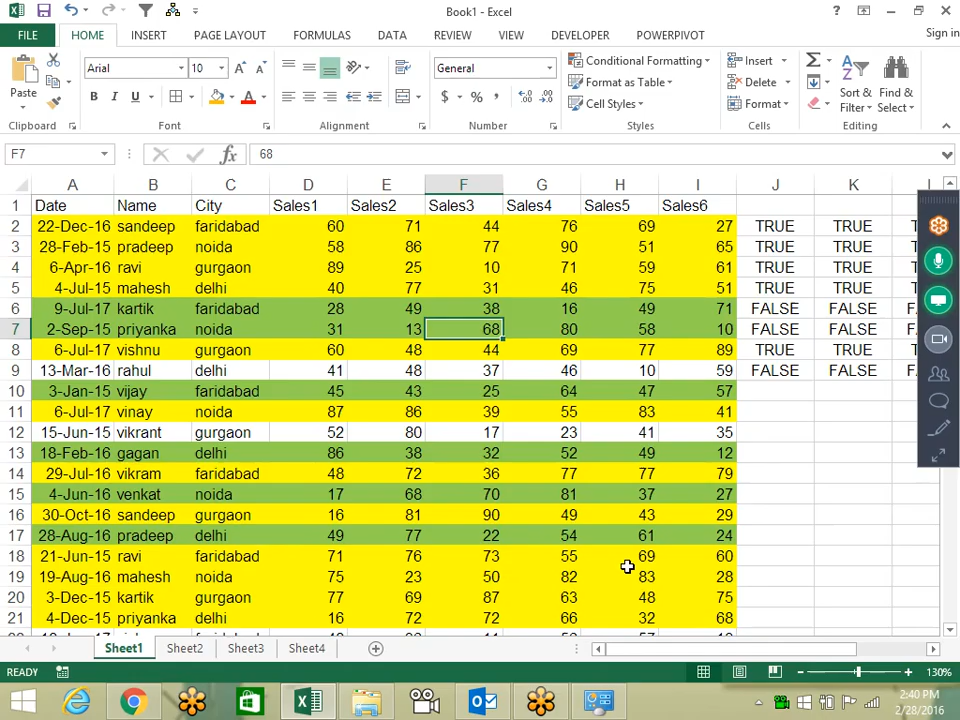 Book1 - Excel
Sign in
FILE HOME INSERT PAGE LAYOUT FORMULAS DATA REVIEW VIEW DEVELOPER POWERPIVOT
Paste
Arial 10
B I U
General
$ %
Conditional Formatting
Format as Table
Cell Styles
Insert
Delete
Format
Sort & Filter
Find & Select
Clipboard Font Alignment Number Styles Cells Editing
F7 fx 68
A B C D E F G H I J K L
1 Date Name City Sales1 Sales2 Sales3 Sales4 Sales5 Sales6
2 22-Dec-16 sandeep faridabad 60 71 44 76 69 27 TRUE TRUE T
3 28-Feb-15 pradeep noida 58 86 77 90 51 65 TRUE TRUE T
4 6-Apr-16 ravi gurgaon 89 25 10 71 59 61 TRUE TRUE T
5 4-Jul-15 mahesh delhi 40 77 31 46 75 51 TRUE TRUE T
6 9-Jul-17 kartik faridabad 28 49 38 16 49 71 FALSE FALSE F
7 2-Sep-15 priyanka noida 31 13 68 80 58 10 FALSE FALSE F
8 6-Jul-17 vishnu gurgaon 60 48 44 69 77 89 TRUE TRUE T
9 13-Mar-16 rahul delhi 41 48 37 46 10 59 FALSE FALSE F
10 3-Jan-15 vijay faridabad 45 43 25 64 47 57
11 6-Jul-17 vinay noida 87 86 39 55 83 41
12 15-Jun-15 vikrant gurgaon 52 80 17 23 41 35
13 18-Feb-16 gagan delhi 86 38 32 52 49 12
14 29-Jul-16 vikram faridabad 48 72 36 77 77 79
15 4-Jun-16 venkat noida 17 68 70 81 37 27
16 30-Oct-16 sandeep gurgaon 16 81 90 49 43 29
17 28-Aug-16 pradeep delhi 49 77 22 54 61 24
18 21-Jun-15 ravi faridabad 71 76 73 55 69 60
19 19-Aug-16 mahesh noida 75 23 50 82 83 28
20 3-Dec-15 kartik gurgaon 77 69 87 63 48 75
21 4-Dec-15 priyanka delhi 16 72 72 66 32 68
Sheet1 Sheet2 Sheet3 Sheet4
READY 130%
2:40 PM
2/28/2016